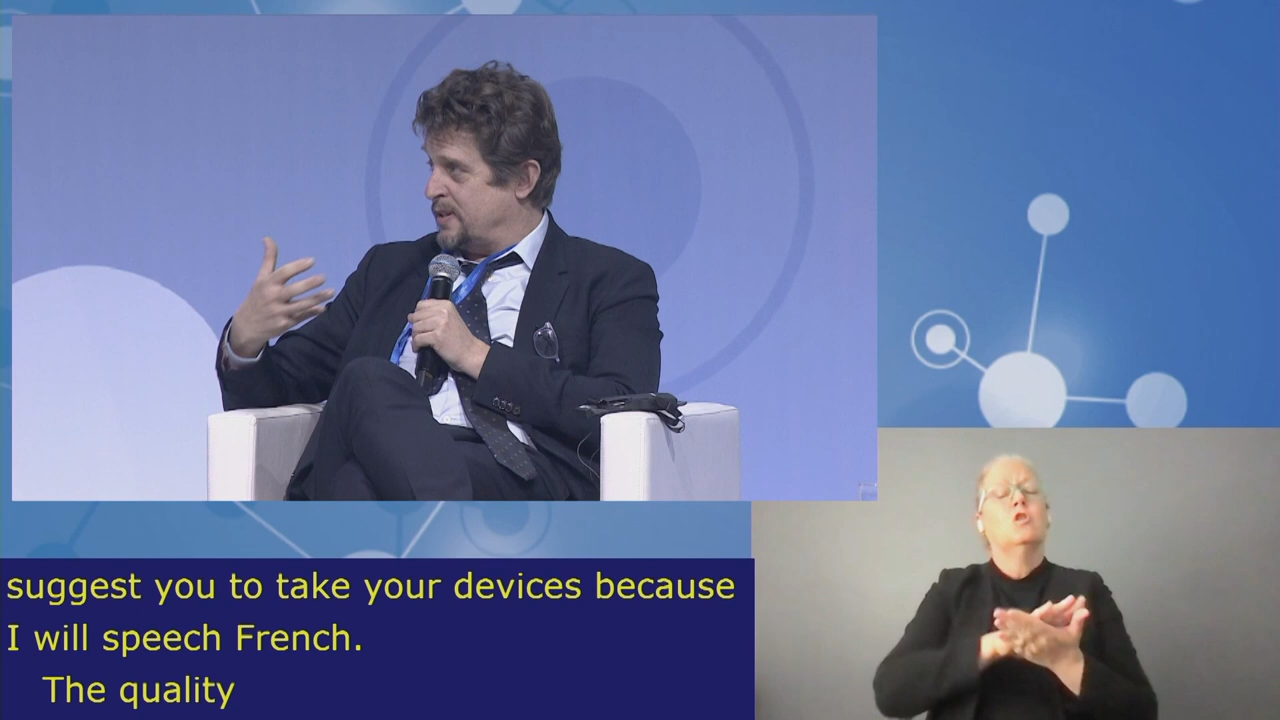 suggest you to take your devices because
I will speech French.
The quality